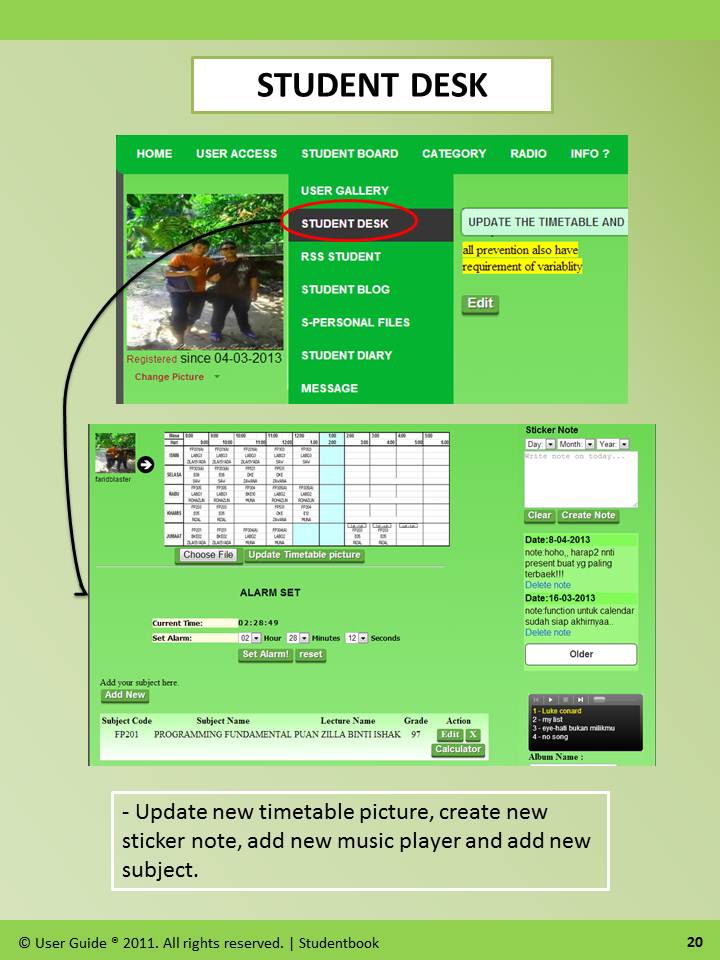 STUDENT DESK
HOME USER ACCESS STUDENT BOARD CATEGORY RADIO INFO ?
USER GALLERY
STUDENT DESK
RSS STUDENT
STUDENT BLOG
S-PERSONAL FILES
STUDENT DIARY
MESSAGE
UPDATE THE TIMETABLE AND
all prevention also have
requirement of variablity
Edit
Registered since 04-03-2013
Change Picture
faridblaster
Masa
Hari
ISNIN
SELASA
RABU
KHAMIS
JUMAAT
Choose File Update Timetable picture
ALARM SET
Current Time: 02:28:49
Set Alarm: 02 Hour 28 Minutes 12 Seconds
Set Alarm! reset
Add your subject here.
Add New
Subject Code Subject Name Lecture Name Grade Action
FP201 PROGRAMMING FUNDAMENTAL PUAN ZILLA BINTI ISHAK 97 Edit X
Calculator
Sticker Note
Day: Month: Year:
Write note on today...
Clear Create Note
Date:8-04-2013
note:hoho,, harap2 nnti
present buat yg paling
terbaek!!!
Delete note
Date:16-03-2013
note:function untuk calendar
sudah siap akhirnyaa..
Delete note
Older
1 - Luke conard
2 - my list
3 - eye-hati bukan milikmu
4 - no song
Album Name :
- Update new timetable picture, create new
sticker note, add new music player and add new
subject.
© User Guide ® 2011. All rights reserved. | Studentbook
20